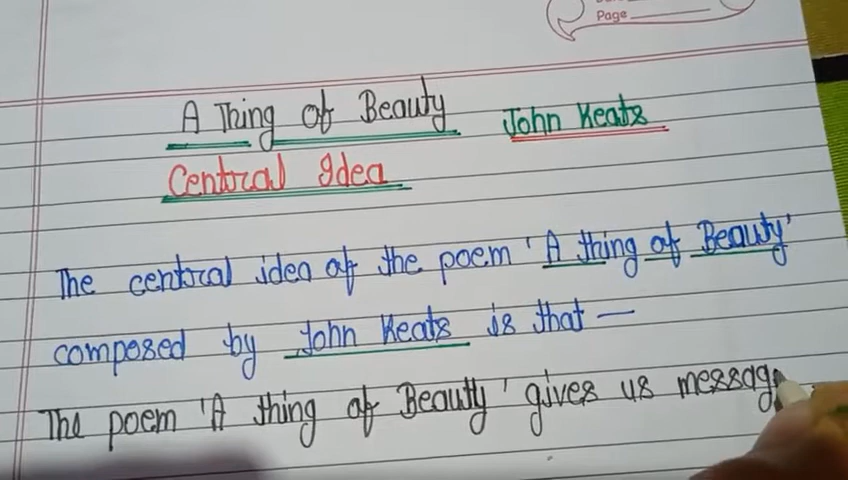 Page
A Thing of Beauty John Keats
Central Idea
The central idea of the poem 'A thing of Beauty'
composed by John Keats is that —
The poem 'A thing of Beauty' gives us messag